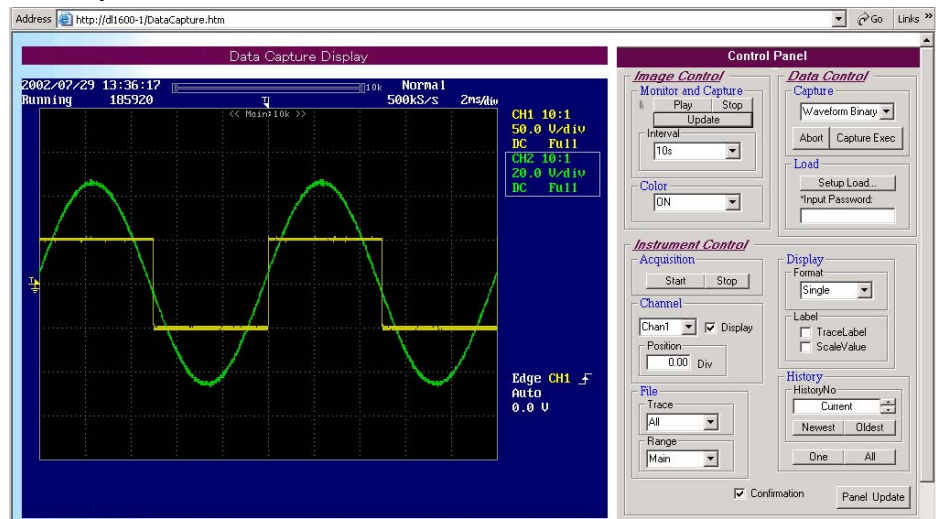 Address http://dl1600-1/DataCapture.htm Go Links »
Data Capture Display
2002/07/29 13:36:17 10k Normal
Running 185920 T 500kS/s 2ms/div
<< Main:10k >>
CH1 10:1
50.0 V/div
DC Full
CH2 10:1
20.0 V/div
DC Full
T
Edge CH1
Auto
0.0 V
Control Panel
Image Control
Monitor and Capture
Play Stop
Update
Interval
10s
Color
ON
Data Control
Capture
Waveform Binary
Abort Capture Exec
Load
Setup Load...
*Input Password:
Instrument Control
Acquisition
Start Stop
Channel
Chan1 Display
Position
0.00 Div
File
Trace
All
Range
Main
Display
Format
Single
Label
TraceLabel
ScaleValue
History
HistoryNo
Current
Newest Oldest
One All
Confirmation Panel Update